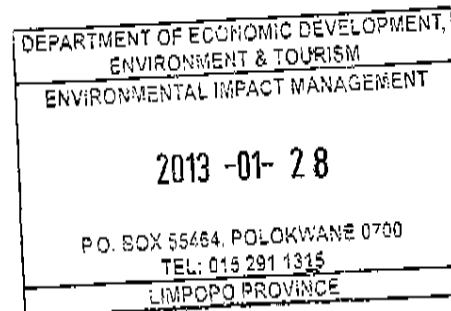 DEPARTMENT OF ECONOMIC DEVELOPMENT,
ENVIRONMENT & TOURISM
ENVIRONMENTAL IMPACT MANAGEMENT
2013 -01- 28
P.O. BOX 55464, POLOKWANE 0700
TEL: 015 291 1315
LIMPOPO PROVINCE